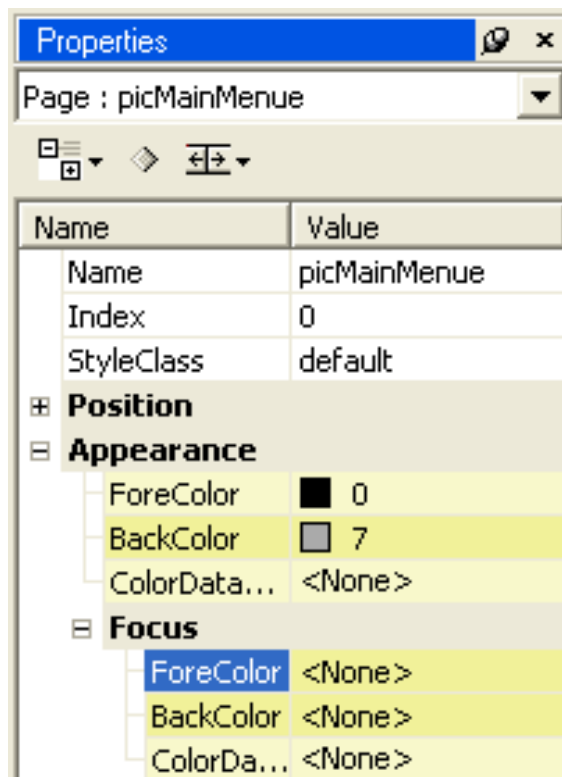 Properties
Page : picMainMenue
Name Value
Name picMainMenue
Index 0
StyleClass default
Position
Appearance
ForeColor 0
BackColor 7
ColorData... <None>
Focus
ForeColor <None>
BackColor <None>
ColorDa... <None>